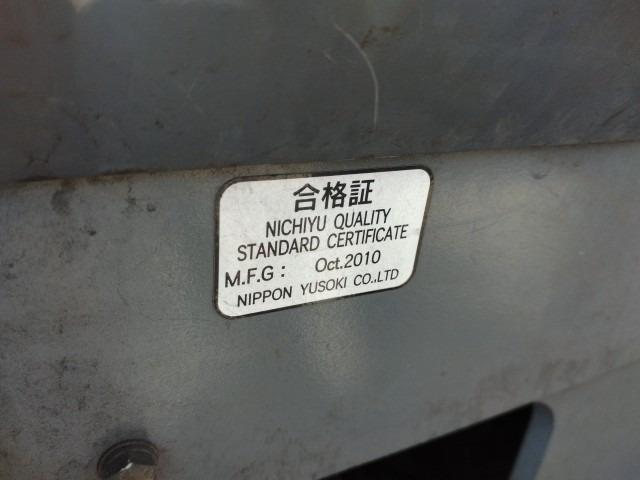 合格証
NICHIYU QUALITY
STANDARD CERTIFICATE
M.F.G : Oct.2010
NIPPON YUSOKI CO.,LTD